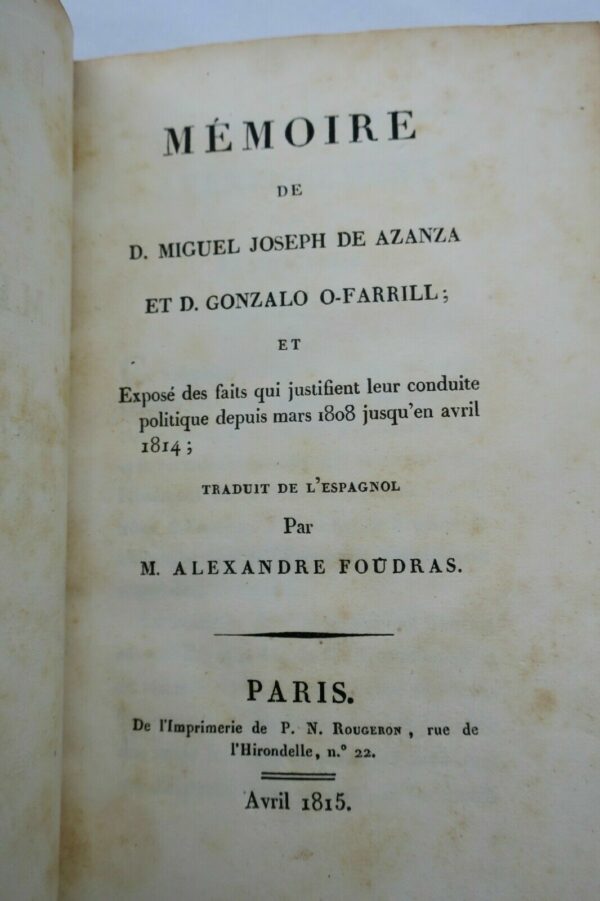 MÉMOIRE
DE
D. MIGUEL JOSEPH DE AZANZA
ET D. GONZALO O-FARRILL;
ET
Exposé des faits qui justifient leur conduite
politique depuis mars 1808 jusqu'en avril
1814;
TRADUIT DE L'ESPAGNOL
Par
M. ALEXANDRE FOÛDRAS.
PARIS.
De l'Imprimerie de P. N. ROUGERON, rue de
l'Hirondelle, n.° 22.
Avril 1815.